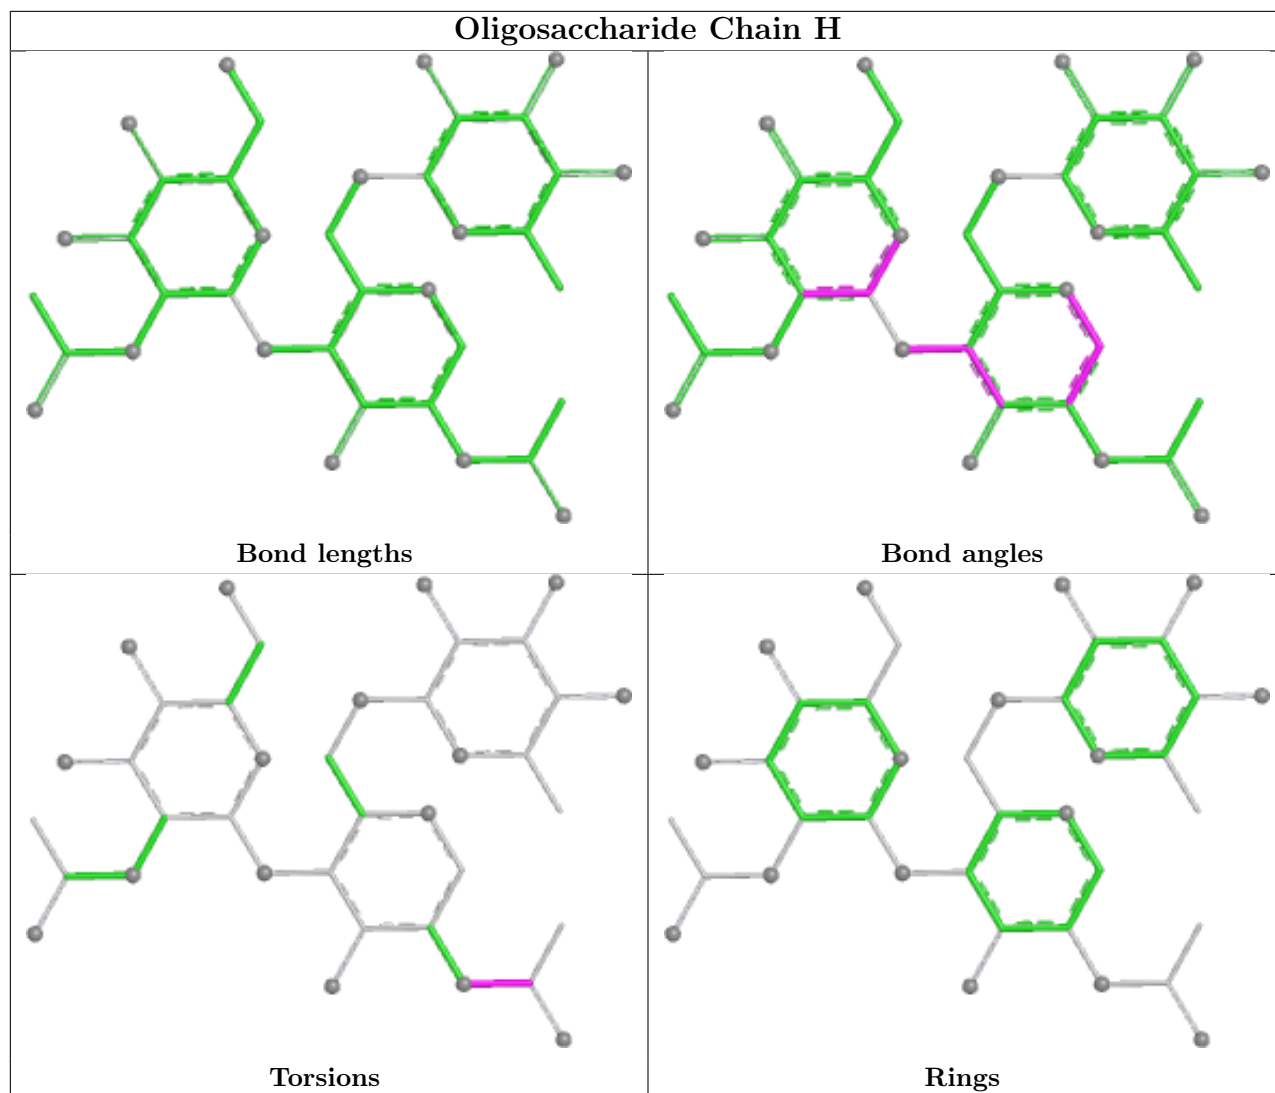 Oligosaccharide Chain H
Bond lengths
Bond angles
Torsions
Rings